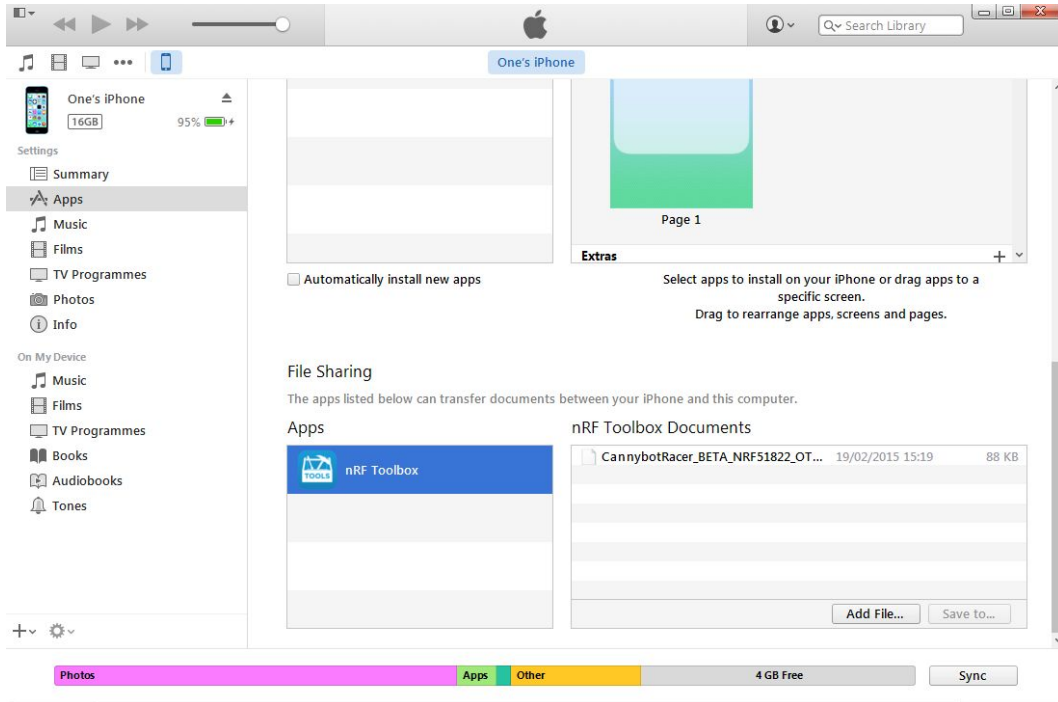 Search Library
One's iPhone
One's iPhone
16GB
95%
Settings
Summary
Apps
Music
Films
TV Programmes
Photos
Info
On My Device
Music
Films
TV Programmes
Books
Audiobooks
Tones
Page 1
Extras
Automatically install new apps
Select apps to install on your iPhone or drag apps to a
specific screen.
Drag to rearrange apps, screens and pages.
File Sharing
The apps listed below can transfer documents between your iPhone and this computer.
Apps
TOOLS
nRF Toolbox
nRF Toolbox Documents
CannybotRacer_BETA_NRF51822_OT... 19/02/2015 15:19 88 KB
Add File... Save to...
Photos Apps Other 4 GB Free Sync